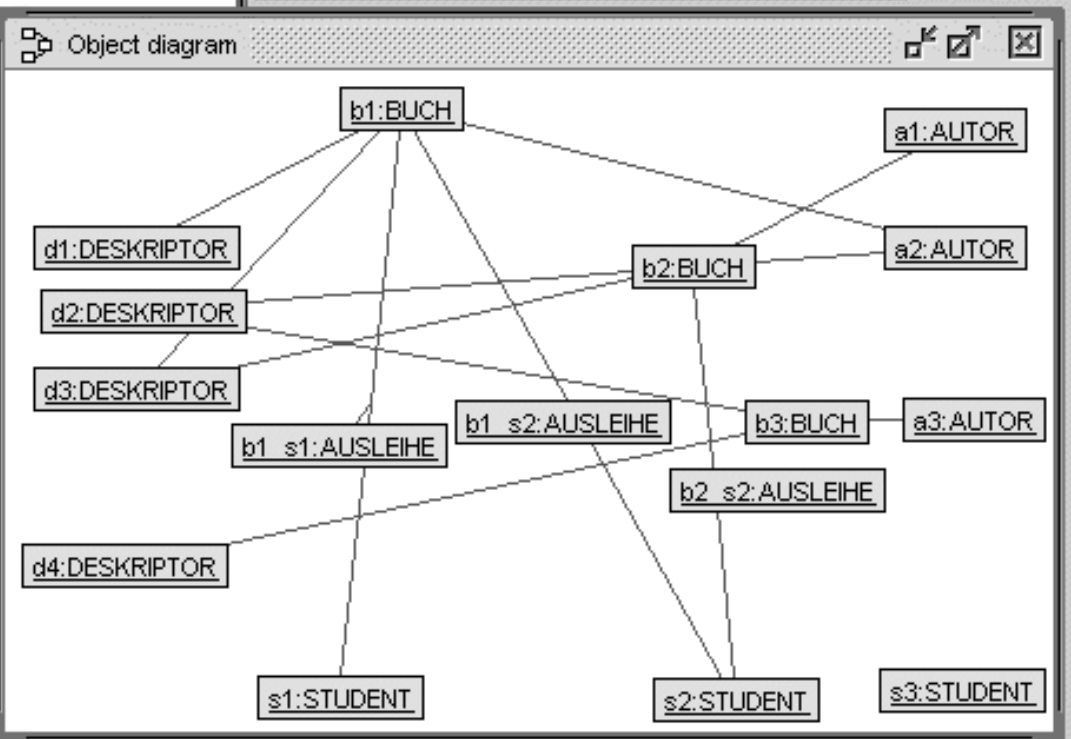 Object diagram
b1:BUCH
a1:AUTOR
d1:DESKRIPTOR
a2:AUTOR
b2:BUCH
d2:DESKRIPTOR
d3:DESKRIPTOR
b1_s1:AUSLEIHE
b1_s2:AUSLEIHE
b3:BUCH
a3:AUTOR
b2_s2:AUSLEIHE
d4:DESKRIPTOR
s1:STUDENT
s2:STUDENT
s3:STUDENT